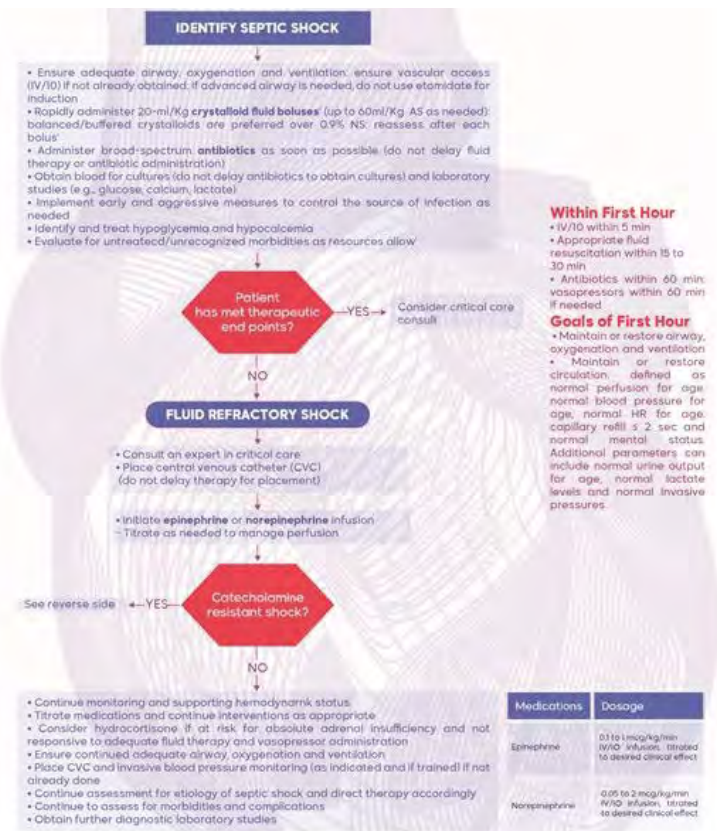 IDENTIFY SEPTIC SHOCK
• Ensure adequate airway, oxygenation and ventilation: ensure vascular access
(IV/10) if not already obtained. If advanced airway is needed, do not use etomidate for
induction
• Rapidly administer 20-ml/Kg crystalloid fluid boluses (up to 60ml/Kg. AS as needed):
balanced/buffered crystalloids are preferred over 0.9% NS: reassess after each
bolus'
• Administer broad-spectrum antibiotics as soon as possible (do not delay fluid
therapy or antibiotic administration)
• Obtain blood for cultures (do not delay antibiotics to obtain cultures) and laboratory
studies (e.g., glucose, calcium, lactate)
• Implement early and aggressive measures to control the source of infection as
needed
• Identify and treat hypoglycemia and hypocalcemia
• Evaluate for untreatecd/unrecognized morbidities as resources allow
Patient
has met therapeutic
end points?
YES
Consider critical care
consult
NO
FLUID REFRACTORY SHOCK
• Consult an expert in critical care
• Place central venous catheter (CVC)
(do not delay therapy for placement)
• Initiate epinephrine or norepinephrine infusion
– Titrate as needed to manage perfusion
Catecholamine
resistant shock?
YES
See reverse side
NO
• Continue monitoring and supporting hemodynarnk status
• Titrate medications and continue interventions as appropriate
• Consider hydrocortisone if at risk for absolute adrenal insufficiency and not
responsive to adequate fluid therapy and vasopressor administration
• Ensure continued adequate airway, oxygenation and ventilation
• Place CVC and invasive blood pressure monitoring (as indicated and if trained) if not
already done
• Continue assessment for etiology of septic shock and direct therapy accordingly
• Continue to assess for morbidities and complications
• Obtain further diagnostic laboratory studies
Within First Hour
• IV/10 within 5 min
• Appropriate fluid
resuscitation within 15 to
30 min
• Antibiotics within 60 min:
vasopressors within 60 min
if needed
Goals of First Hour
• Maintain or restore airway,
oxygenation and ventilation
• Maintain or restore
circulation, defined as
normal perfusion for age,
normal blood pressure for
age, normal HR for age,
capillary refill ≤ 2 sec and
normal mental status.
Additional parameters can
include normal urine output
for age, normal lactate
levels and normal Invasive
pressures.
Medications Dosage
Epinephrine
0.1 to 1 mcg/kg/min
IV/IO infusion, titrated
to desired clinical effect
Norepinephrine
0.05 to 2 mcg/kg/min
IV/IO infusion, titrated
to desired clinical effect